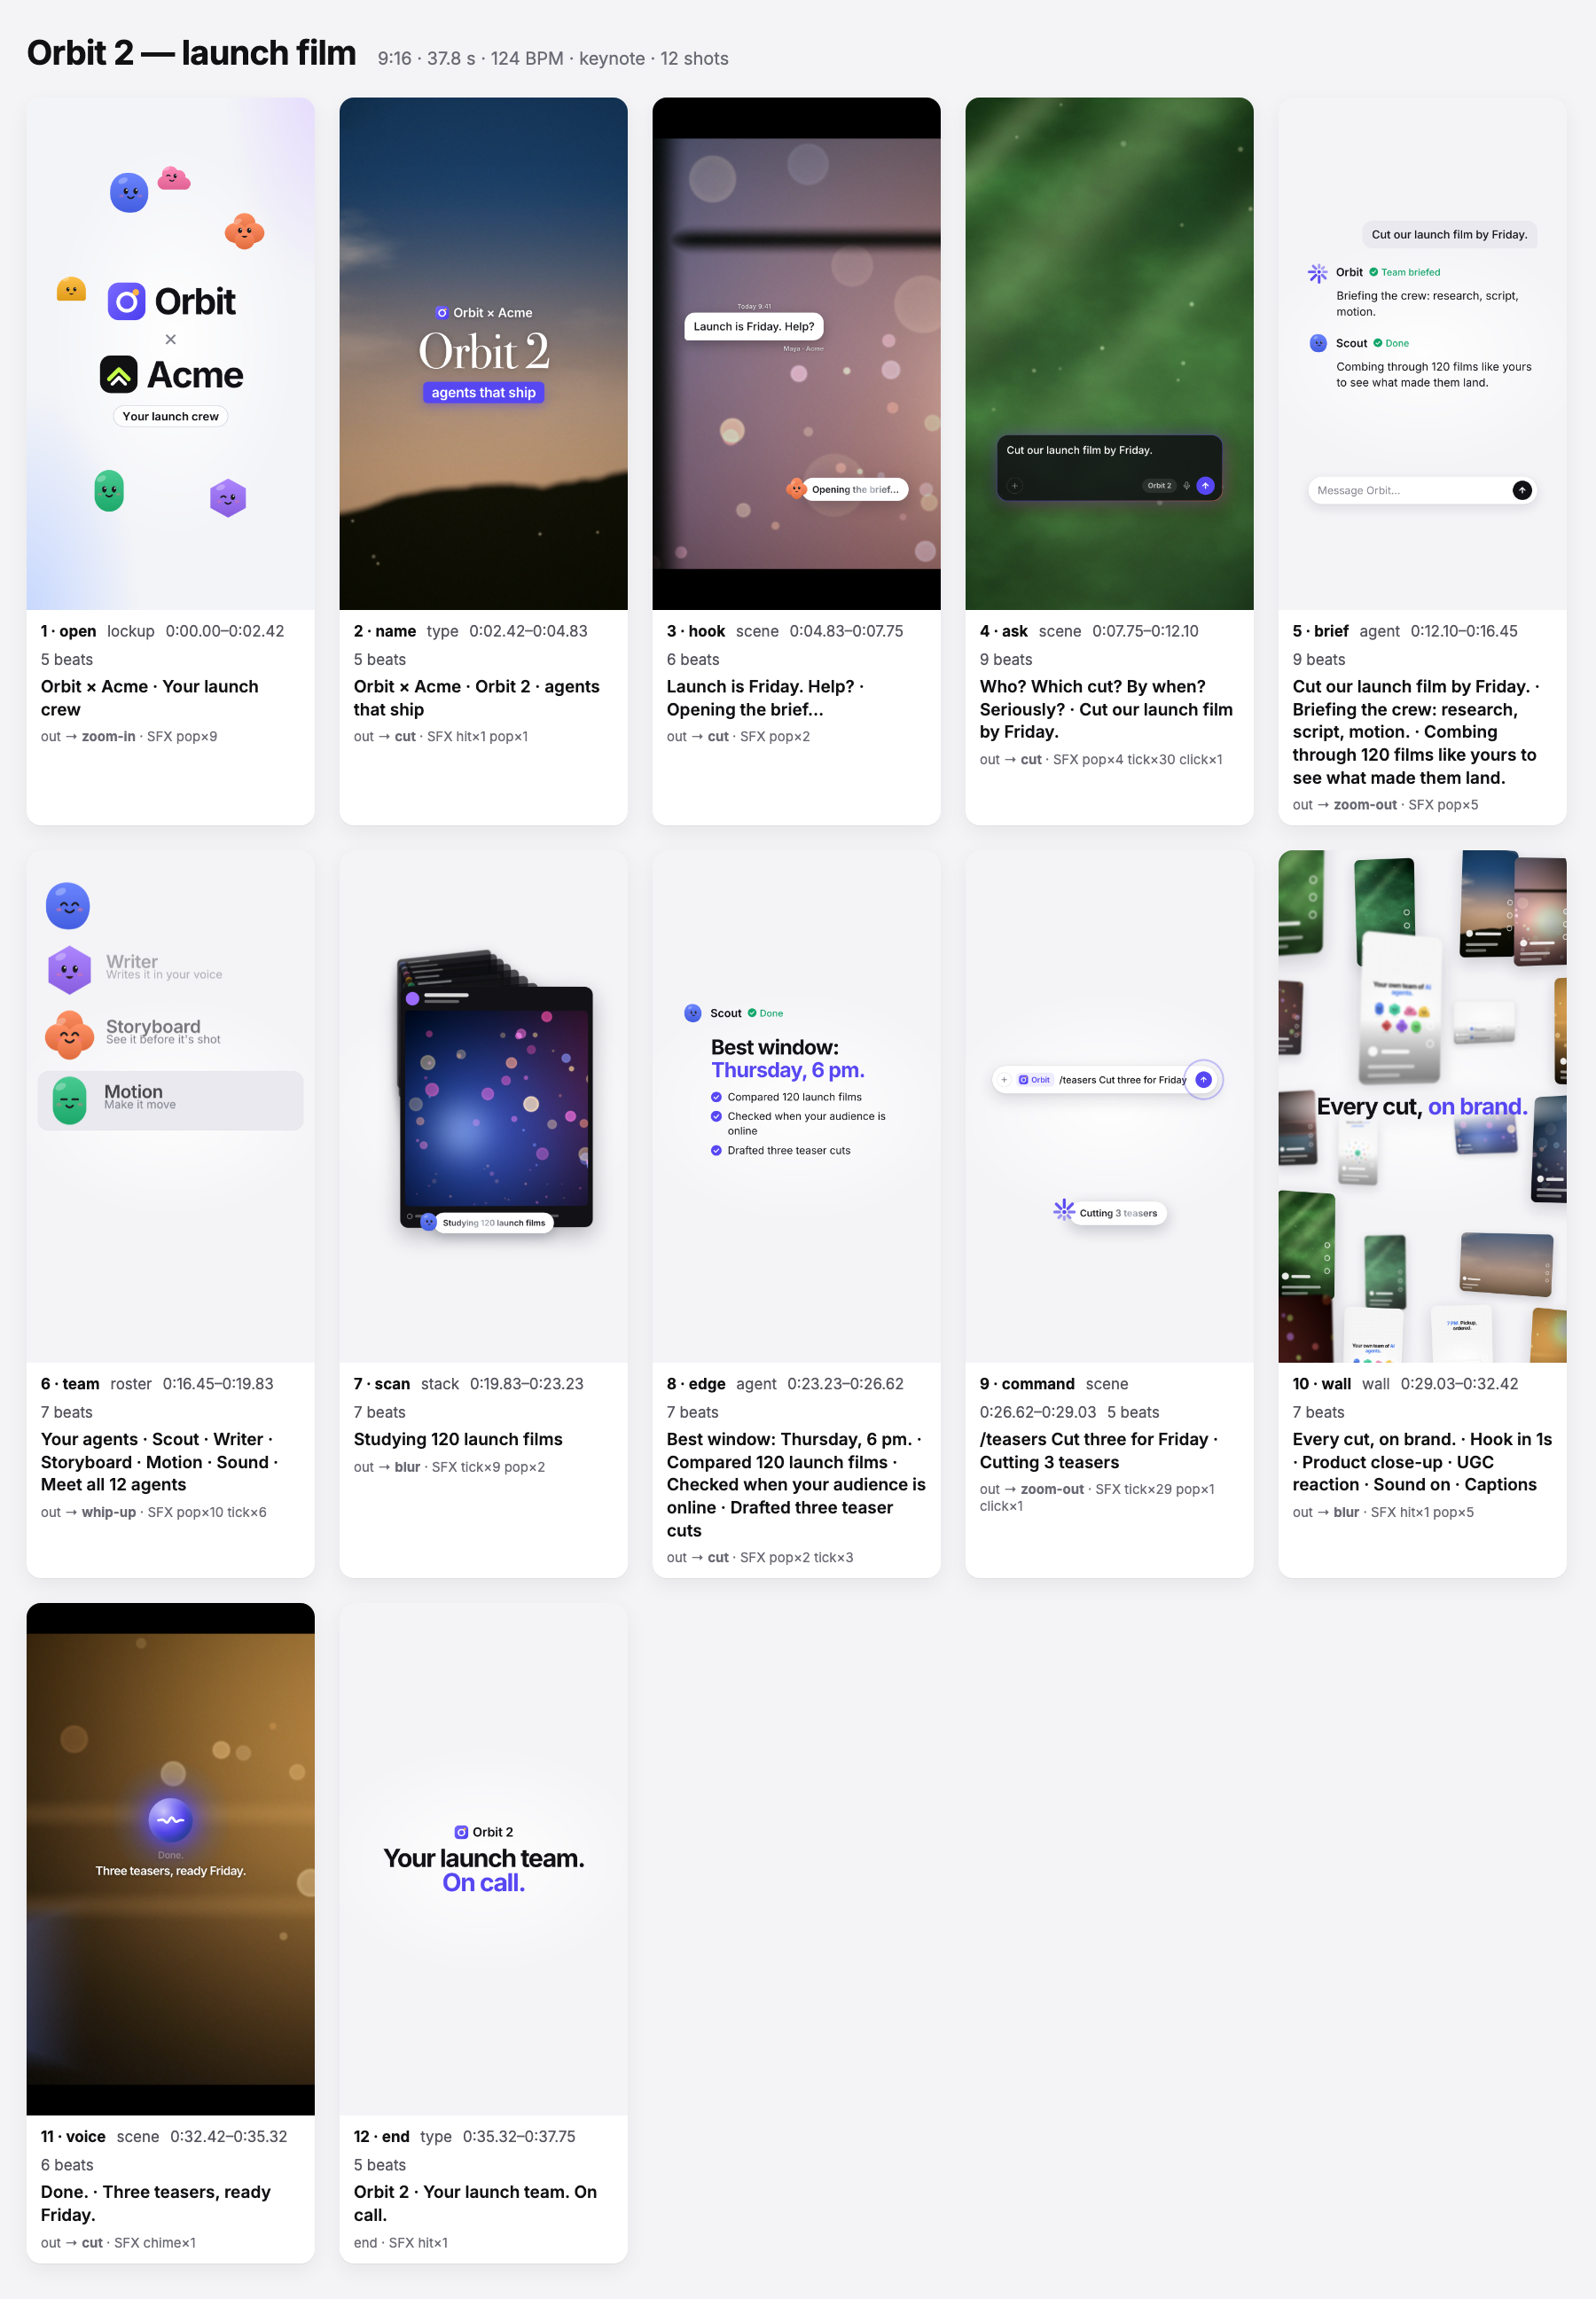 Orbit 2 — launch film 9:16 · 37.8 s · 124 BPM · keynote · 12 shots
Orbit
×
Acme
Your launch crew
1 · open lockup 0:00.00–0:02.42
5 beats
Orbit × Acme · Your launch
crew
out → zoom-in · SFX pop×9
Orbit × Acme
Orbit 2
agents that ship
2 · name type 0:02.42–0:04.83
5 beats
Orbit × Acme · Orbit 2 · agents
that ship
out → cut · SFX hit×1 pop×1
Today 9:41
Launch is Friday. Help?
Maya · Acme
Opening the brief...
3 · hook scene 0:04.83–0:07.75
6 beats
Launch is Friday. Help? ·
Opening the brief...
out → cut · SFX pop×2
Cut our launch film by Friday.
Orbit 2
4 · ask scene 0:07.75–0:12.10
9 beats
Who? Which cut? By when?
Seriously? · Cut our launch film
by Friday.
out → cut · SFX pop×4 tick×30 click×1
Cut our launch film by Friday.
Orbit Team briefed
Briefing the crew: research, script,
motion.
Scout Done
Combing through 120 films like yours
to see what made them land.
Message Orbit...
5 · brief agent 0:12.10–0:16.45
9 beats
Cut our launch film by Friday. ·
Briefing the crew: research,
script, motion. · Combing
through 120 films like yours to
see what made them land.
out → zoom-out · SFX pop×5
Writer
Writes it in your voice
Storyboard
See it before it's shot
Motion
Make it move
6 · team roster 0:16.45–0:19.83
7 beats
Your agents · Scout · Writer ·
Storyboard · Motion · Sound ·
Meet all 12 agents
out → whip-up · SFX pop×10 tick×6
Studying 120 launch films
7 · scan stack 0:19.83–0:23.23
7 beats
Studying 120 launch films
out → blur · SFX tick×9 pop×2
Scout Done
Best window:
Thursday, 6 pm.
Compared 120 launch films
Checked when your audience is
online
Drafted three teaser cuts
8 · edge agent 0:23.23–0:26.62
7 beats
Best window: Thursday, 6 pm. ·
Compared 120 launch films ·
Checked when your audience is
online · Drafted three teaser
cuts
out → cut · SFX pop×2 tick×3
Orbit /teasers Cut three for Friday
Cutting 3 teasers
9 · command scene
0:26.62–0:29.03 5 beats
/teasers Cut three for Friday ·
Cutting 3 teasers
out → zoom-out · SFX tick×29 pop×1
click×1
Your own team of AI
agents.
Every cut, on brand.
Your own team of AI
agents.
7 PM. Pickup,
ordered.
10 · wall wall 0:29.03–0:32.42
7 beats
Every cut, on brand. · Hook in 1s
· Product close-up · UGC
reaction · Sound on · Captions
out → blur · SFX hit×1 pop×5
Done.
Three teasers, ready Friday.
11 · voice scene 0:32.42–0:35.32
6 beats
Done. · Three teasers, ready
Friday.
out → cut · SFX chime×1
Orbit 2
Your launch team.
On call.
12 · end type 0:35.32–0:37.75
5 beats
Orbit 2 · Your launch team. On
call.
end · SFX hit×1